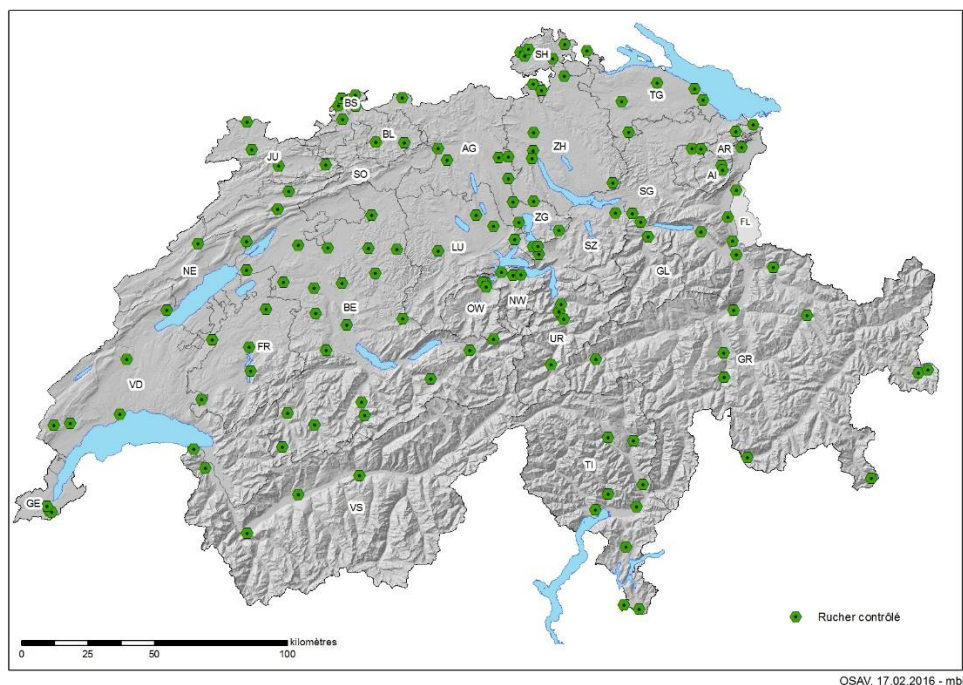 SH
TG
BS
BL
AG
ZH
AR
AI
JU
SO
SG
FL
ZG
LU
SZ
NE
GL
OW
NW
BE
UR
FR
GR
VD
TI
GE
VS
Rucher contrôlé
kilomètres
0 25 50 100
OSAV, 17.02.2016 - mbi